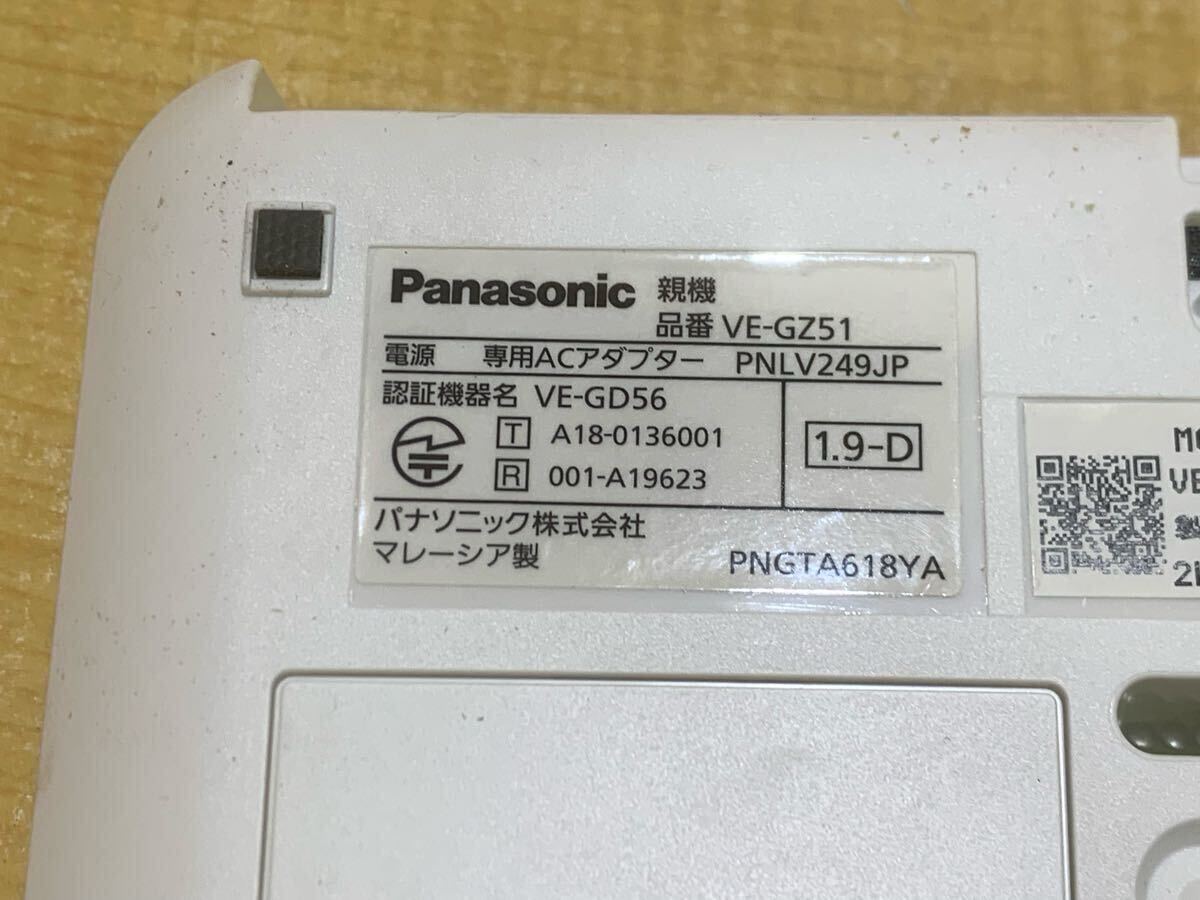 Panasonic 親機
品番 VE-GZ51
電源 専用ACアダプター PNLV249JP
認証機器名 VE-GD56
T A18-0136001
R 001-A19623
1.9-D
パナソニック株式会社
マレーシア製
PNGTA618YA
VE